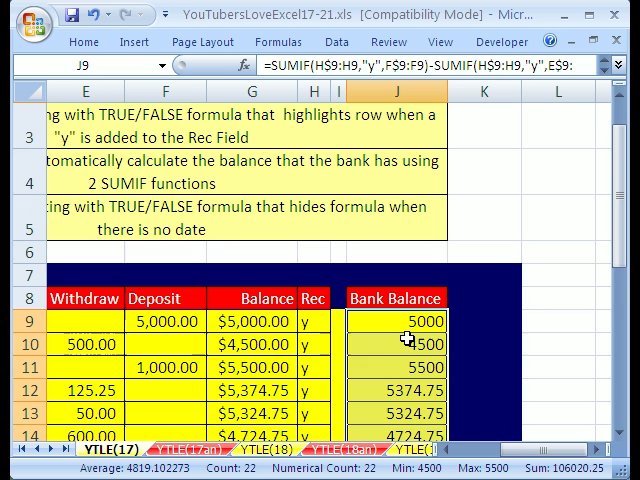 YouTubersLoveExcel17-21.xls [Compatibility Mode] - Micr...
Home Insert Page Layout Formulas Data Review View Developer
J9 fx =SUMIF(H$9:H9,"y",F$9:F9)-SUMIF(H$9:H9,"y",E$9:
E F G H I J K L
ng with TRUE/FALSE formula that highlights row when a
3 "y" is added to the Rec Field
tomatically calculate the balance that the bank has using
4 2 SUMIF functions
ting with TRUE/FALSE formula that hides formula when
5 there is no date
6
7
8 Withdraw Deposit Balance Rec Bank Balance
9 5,000.00 $5,000.00 y 5000
10 500.00 $4,500.00 y 4500
11 1,000.00 $5,500.00 y 5500
12 125.25 $5,374.75 y 5374.75
13 50.00 $5,324.75 y 5324.75
14 600.00 $4,724.75 y 4724.75
YTLE(17) YTLE(17an) YTLE(18) YTLE(18an) YTLE(1
Average: 4819.102273 Count: 22 Numerical Count: 22 Min: 4500 Max: 5500 Sum: 106020.25